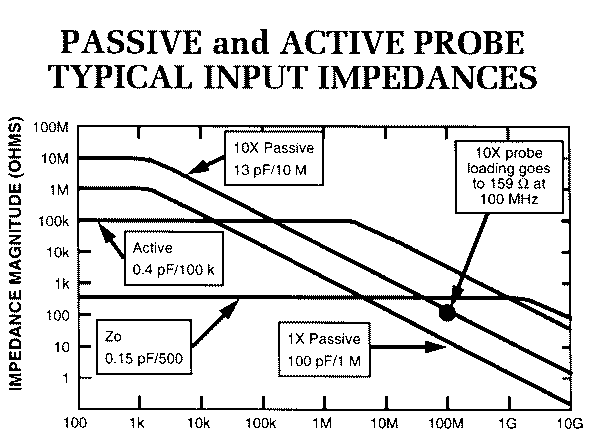 PASSIVE and ACTIVE PROBE
TYPICAL INPUT IMPEDANCES
IMPEDANCE MAGNITUDE (OHMS)
100M
10M
1M
100k
10k
1k
100
10
1
10X Passive
13 pF/10 M
10X probe
loading goes
to 159 Ω at
100 MHz
Active
0.4 pF/100 k
Zo
0.15 pF/500
1X Passive
100 pF/1 M
100
1k
10k
100k
1M
10M
100M
1G
10G